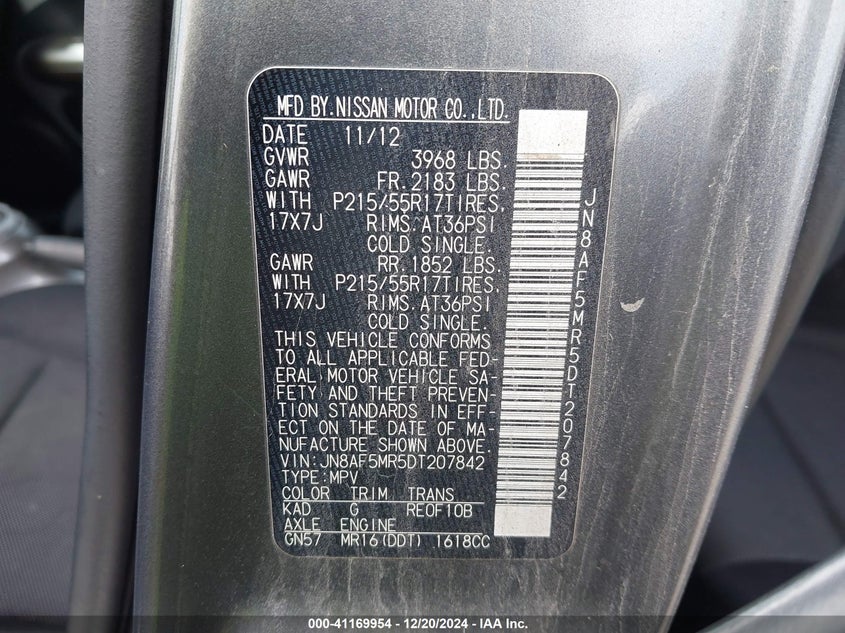 MFD BY.NISSAN MOTOR CO.,LTD.
DATE 11/12
GVWR 3968 LBS.
GAWR FR.2183 LBS.
WITH P215/55R17TIRES,
17X7J RIMS.AT36PSI
COLD SINGLE.
GAWR RR.1852 LBS.
WITH P215/55R17TIRES,
17X7J RIMS.AT36PSI
COLD SINGLE.
THIS VEHICLE CONFORMS
TO ALL APPLICABLE FED-
ERAL MOTOR VEHICLE SA-
FETY AND THEFT PREVEN-
TION STANDARDS IN EFF-
ECT ON THE DATE OF MA-
NUFACTURE SHOWN ABOVE.
VIN:JN8AF5MR5DT207842
TYPE:MPV
COLOR TRIM TRANS
KAD G RE0F10B
AXLE ENGINE
GN57 MR16(DDT) 1618CC
JN8AF5MR5DT207842
000-41169954 - 12/20/2024 - IAA Inc.